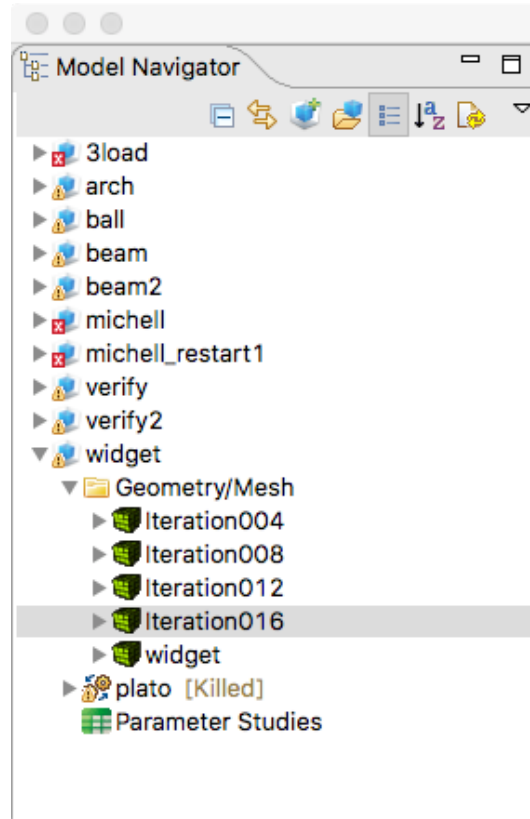 Model Navigator
3load
arch
ball
beam
beam2
michell
michell_restart1
verify
verify2
widget
Geometry/Mesh
Iteration004
Iteration008
Iteration012
Iteration016
widget
plato [Killed]
Parameter Studies